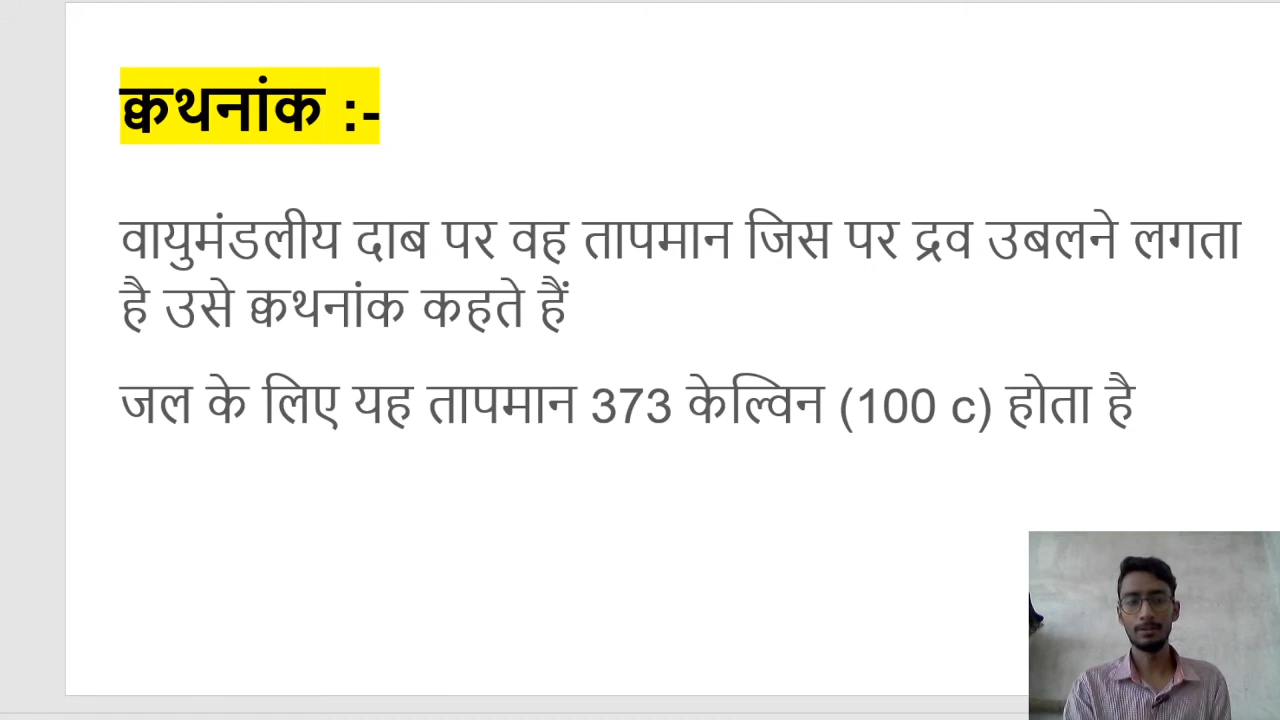 क्वथनांक :-
वायुमंडलीय दाब पर वह तापमान जिस पर द्रव उबलने लगता
है उसे क्वथनांक कहते हैं
जल के लिए यह तापमान 373 केल्विन (100 c) होता है